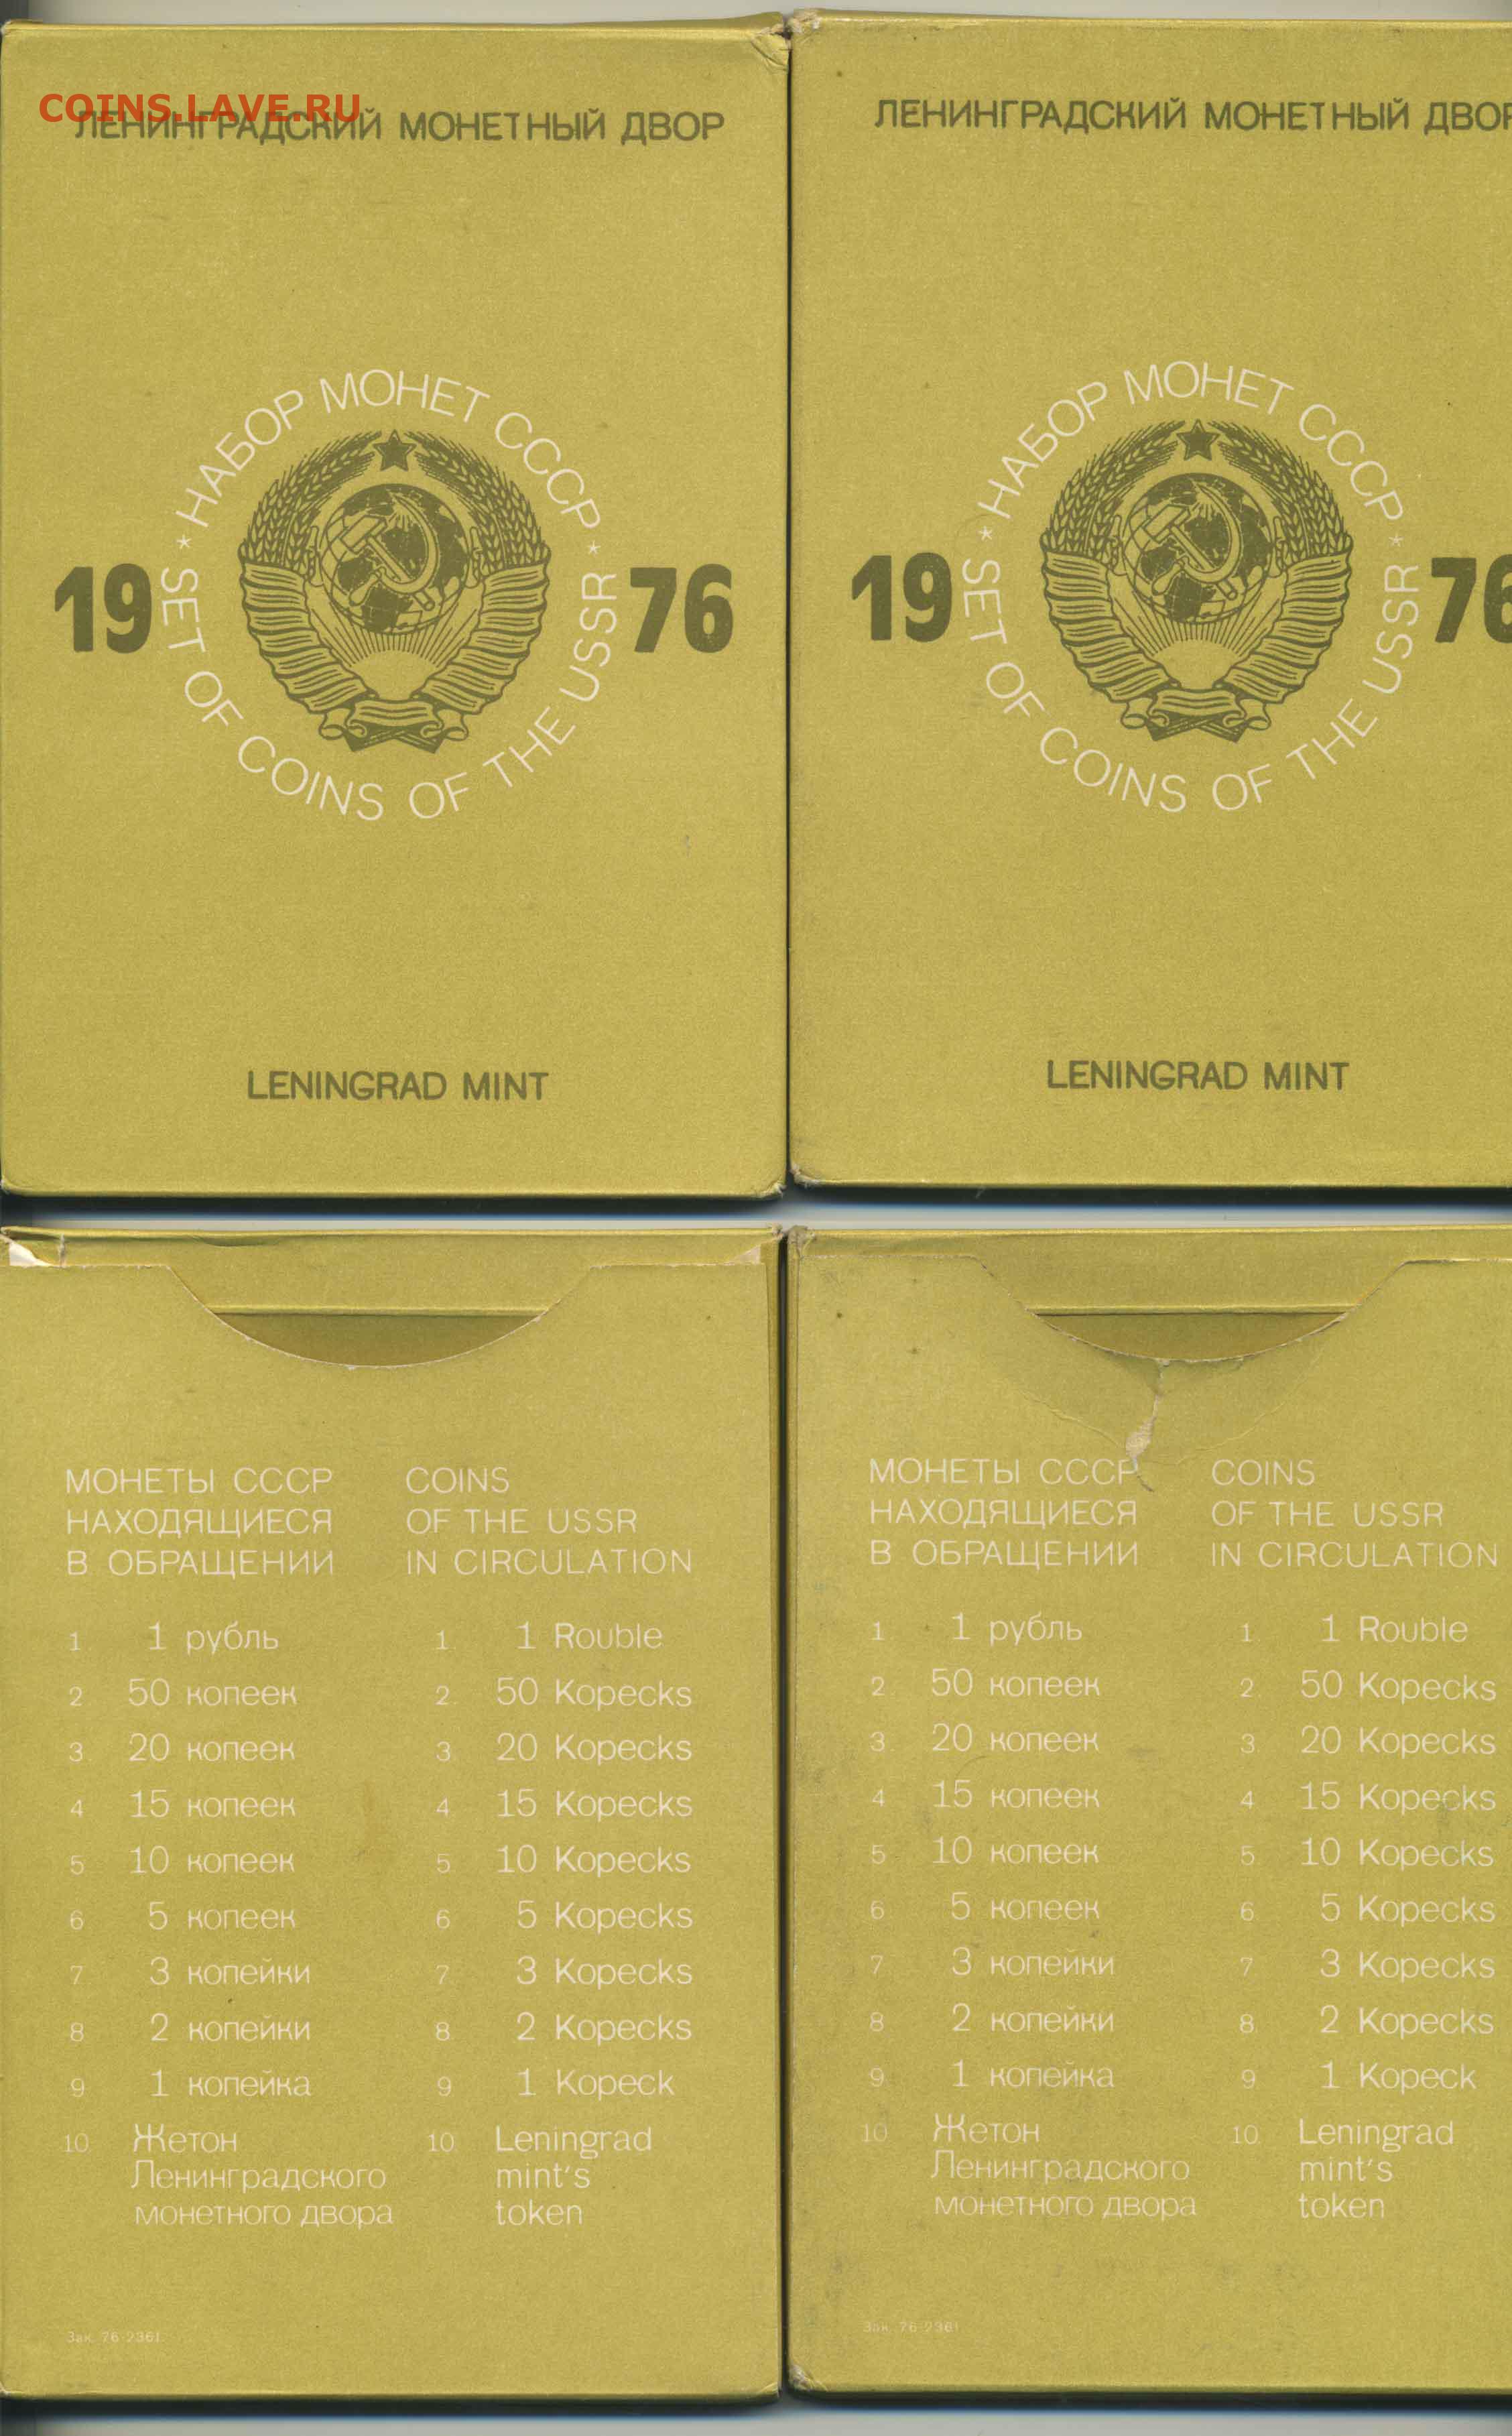 COINS.LAVE.RU
ЛЕНИНГРАДСКИЙ МОНЕТНЫЙ ДВОР
НАБОР МОНЕТ СССР
19 76
* SET OF COINS OF THE USSR *
LENINGRAD MINT
ЛЕНИНГРАДСКИЙ МОНЕТНЫЙ ДВОР
НАБОР МОНЕТ СССР
19 76
* SET OF COINS OF THE USSR *
LENINGRAD MINT
МОНЕТЫ СССР
НАХОДЯЩИЕСЯ
В ОБРАЩЕНИИ
1. 1 рубль
2. 50 копеек
3. 20 копеек
4. 15 копеек
5. 10 копеек
6. 5 копеек
7. 3 копейки
8. 2 копейки
9. 1 копейка
10. Жетон
Ленинградского
монетного двора
Зак. 76-2361
COINS
OF THE USSR
IN CIRCULATION
1. 1 Rouble
2. 50 Kopecks
3. 20 Kopecks
4. 15 Kopecks
5. 10 Kopecks
6. 5 Kopecks
7. 3 Kopecks
8. 2 Kopecks
9. 1 Kopeck
10. Leningrad
mint's
token
МОНЕТЫ СССР
НАХОДЯЩИЕСЯ
В ОБРАЩЕНИИ
1. 1 рубль
2. 50 копеек
3. 20 копеек
4. 15 копеек
5. 10 копеек
6. 5 копеек
7. 3 копейки
8. 2 копейки
9. 1 копейка
10. Жетон
Ленинградского
монетного двора
Зак. 76-2361
COINS
OF THE USSR
IN CIRCULATION
1. 1 Rouble
2. 50 Kopecks
3. 20 Kopecks
4. 15 Kopecks
5. 10 Kopecks
6. 5 Kopecks
7. 3 Kopecks
8. 2 Kopecks
9. 1 Kopeck
10. Leningrad
mint's
token